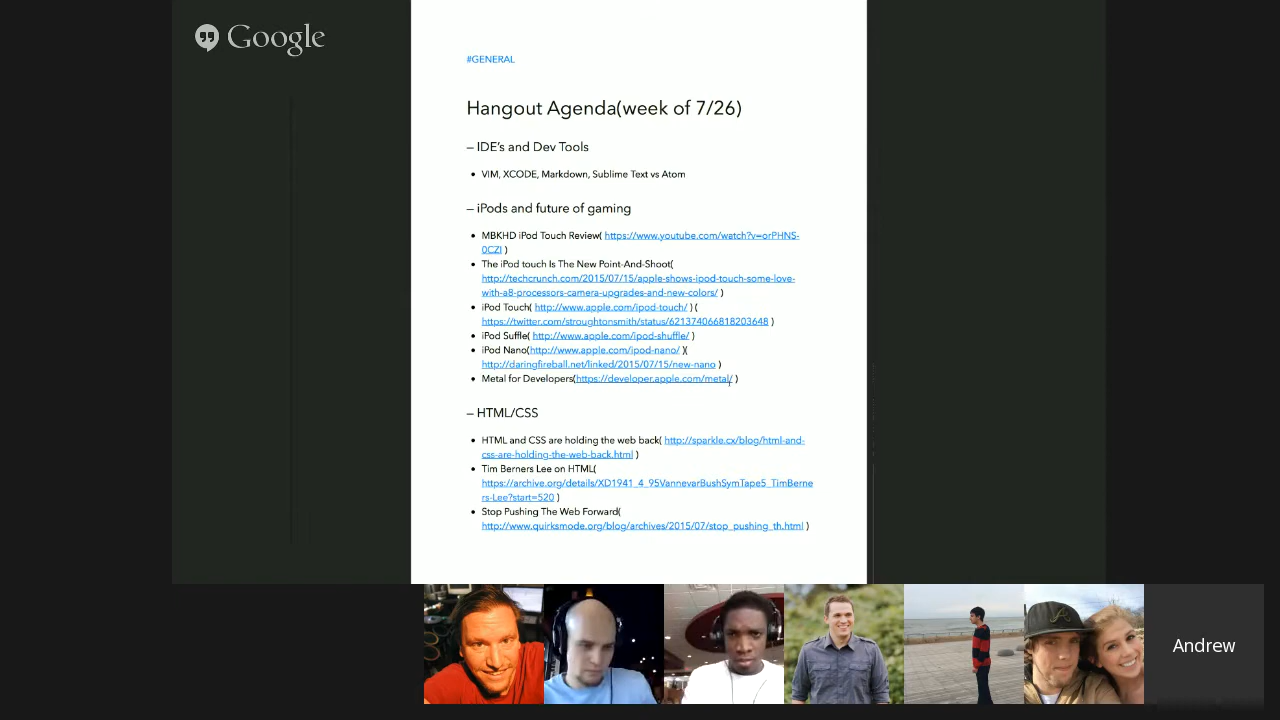 Google
#GENERAL
Hangout Agenda(week of 7/26)
– IDE's and Dev Tools
• VIM, XCODE, Markdown, Sublime Text vs Atom
– iPods and future of gaming
• MBKHD iPod Touch Review( https://www.youtube.com/watch?v=orPHNS-
0CZI )
• The iPod touch Is The New Point-And-Shoot(
http://techcrunch.com/2015/07/15/apple-shows-ipod-touch-some-love-
with-a8-processors-camera-upgrades-and-new-colors/ )
• iPod Touch( http://www.apple.com/ipod-touch/ ) (
https://twitter.com/stroughtonsmith/status/621374066818203648 )
• iPod Suffle( http://www.apple.com/ipod-shuffle/ )
• iPod Nano(http://www.apple.com/ipod-nano/ )(
http://daringfireball.net/linked/2015/07/15/new-nano )
• Metal for Developers(https://developer.apple.com/metal/ )
– HTML/CSS
• HTML and CSS are holding the web back( http://sparkle.cx/blog/html-and-
css-are-holding-the-web-back.html )
• Tim Berners Lee on HTML(
https://archive.org/details/XD1941_4_95VannevarBushSymTape5_TimBerne
rs-Lee?start=520 )
• Stop Pushing The Web Forward(
http://www.quirksmode.org/blog/archives/2015/07/stop_pushing_th.html )
Andrew